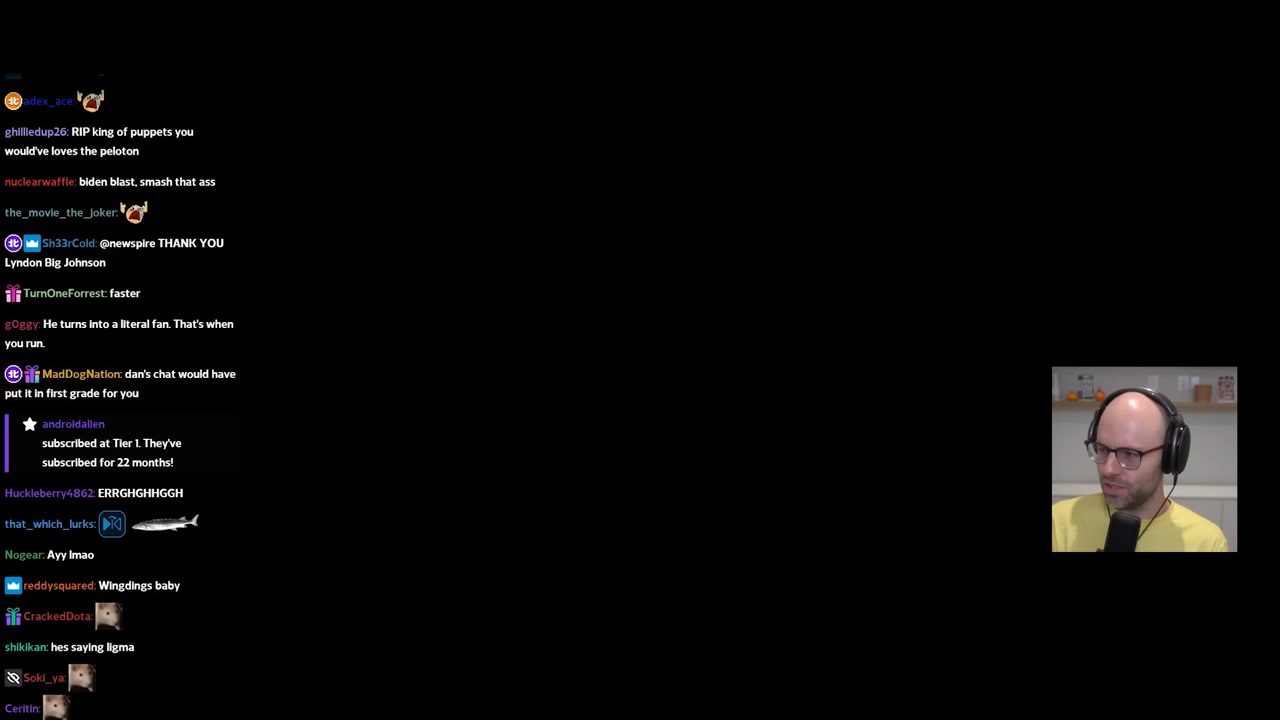 adex_ace:
ghilliedup26: RIP king of puppets you
would've loves the peloton
nuclearwaffle: biden blast, smash that ass
the_movie_the_joker:
Sh33rCold: @newspire THANK YOU
Lyndon Big Johnson
TurnOneForrest: faster
g0ggy: He turns into a literal fan. That's when
you run.
MadDogNation: dan's chat would have
put it in first grade for you
androidalien
subscribed at Tier 1. They've
subscribed for 22 months!
Huckleberry4862: ERRGHGHHGGH
that_which_lurks:
Nogear: Ayy lmao
reddysquared: Wingdings baby
CrackedDota:
shikikan: hes saying ligma
Soki_ya:
Ceritin: